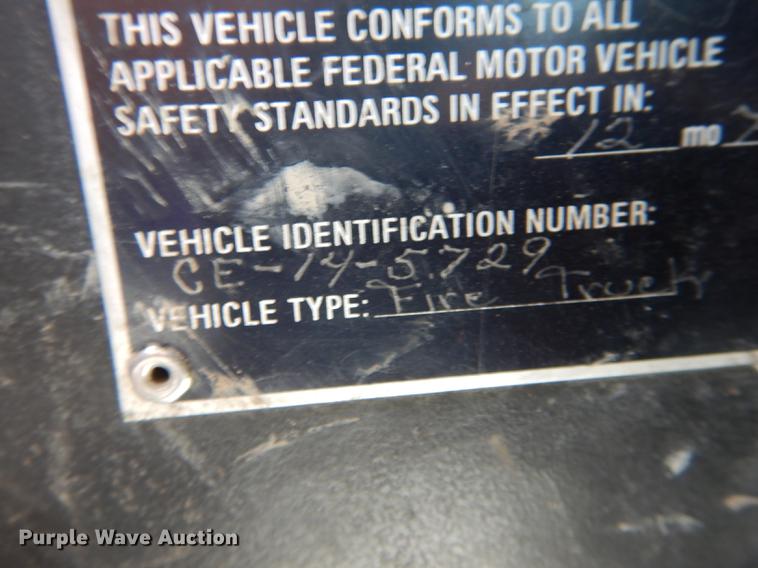 THIS VEHICLE CONFORMS TO ALL
APPLICABLE FEDERAL MOTOR VEHICLE
SAFETY STANDARDS IN EFFECT IN:
12 mo 7
VEHICLE IDENTIFICATION NUMBER:
CE-14-5729
VEHICLE TYPE: Fire Truck
Purple Wave Auction